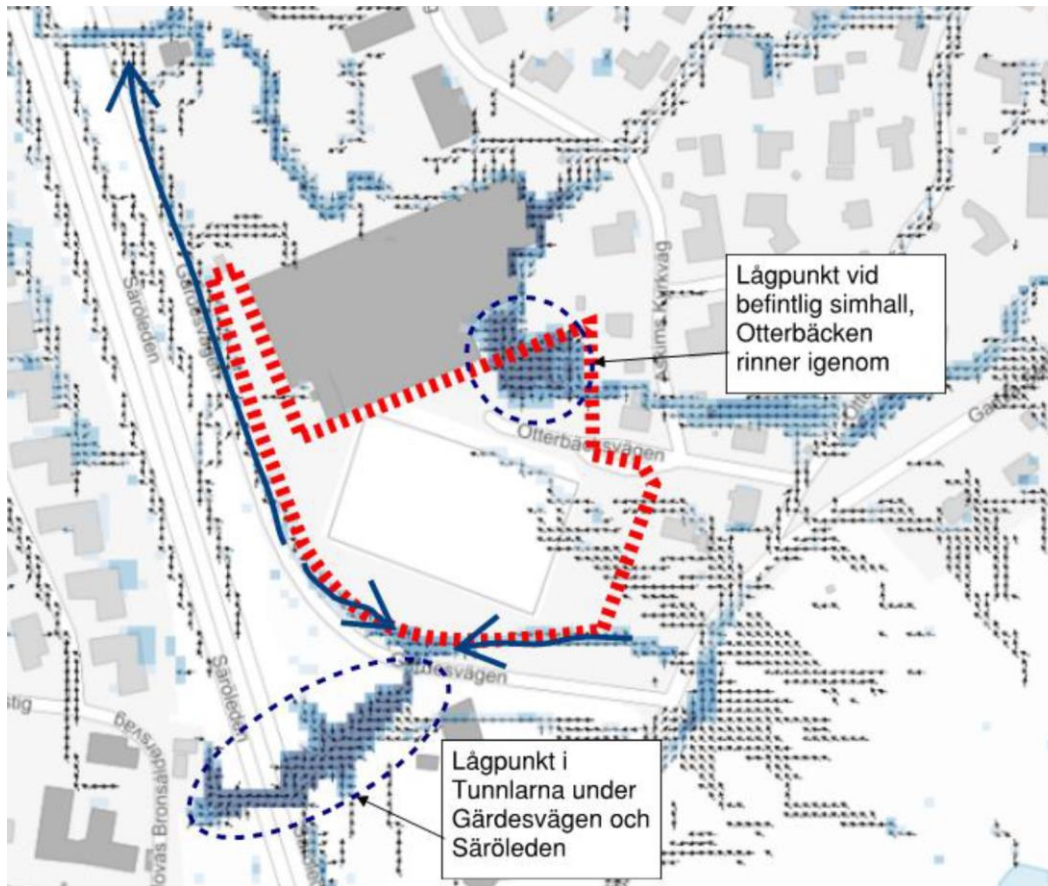 Säröleden
Gärdesvägen
Askims Kyrkväg
Lågpunkt vid
befintlig simhall,
Otterbäcken
rinner igenom
Otterbäcksvägen
Gärdesvägen
Säröleden
stig
Lågpunkt i
Tunnlarna under
Gärdesvägen och
Säröleden